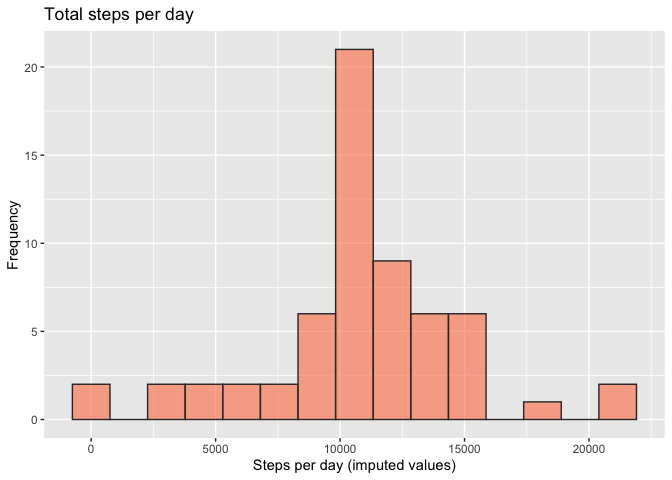 Total steps per day
20
15
10
5
0
Frequency
0 5000 10000 15000 20000
Steps per day (imputed values)